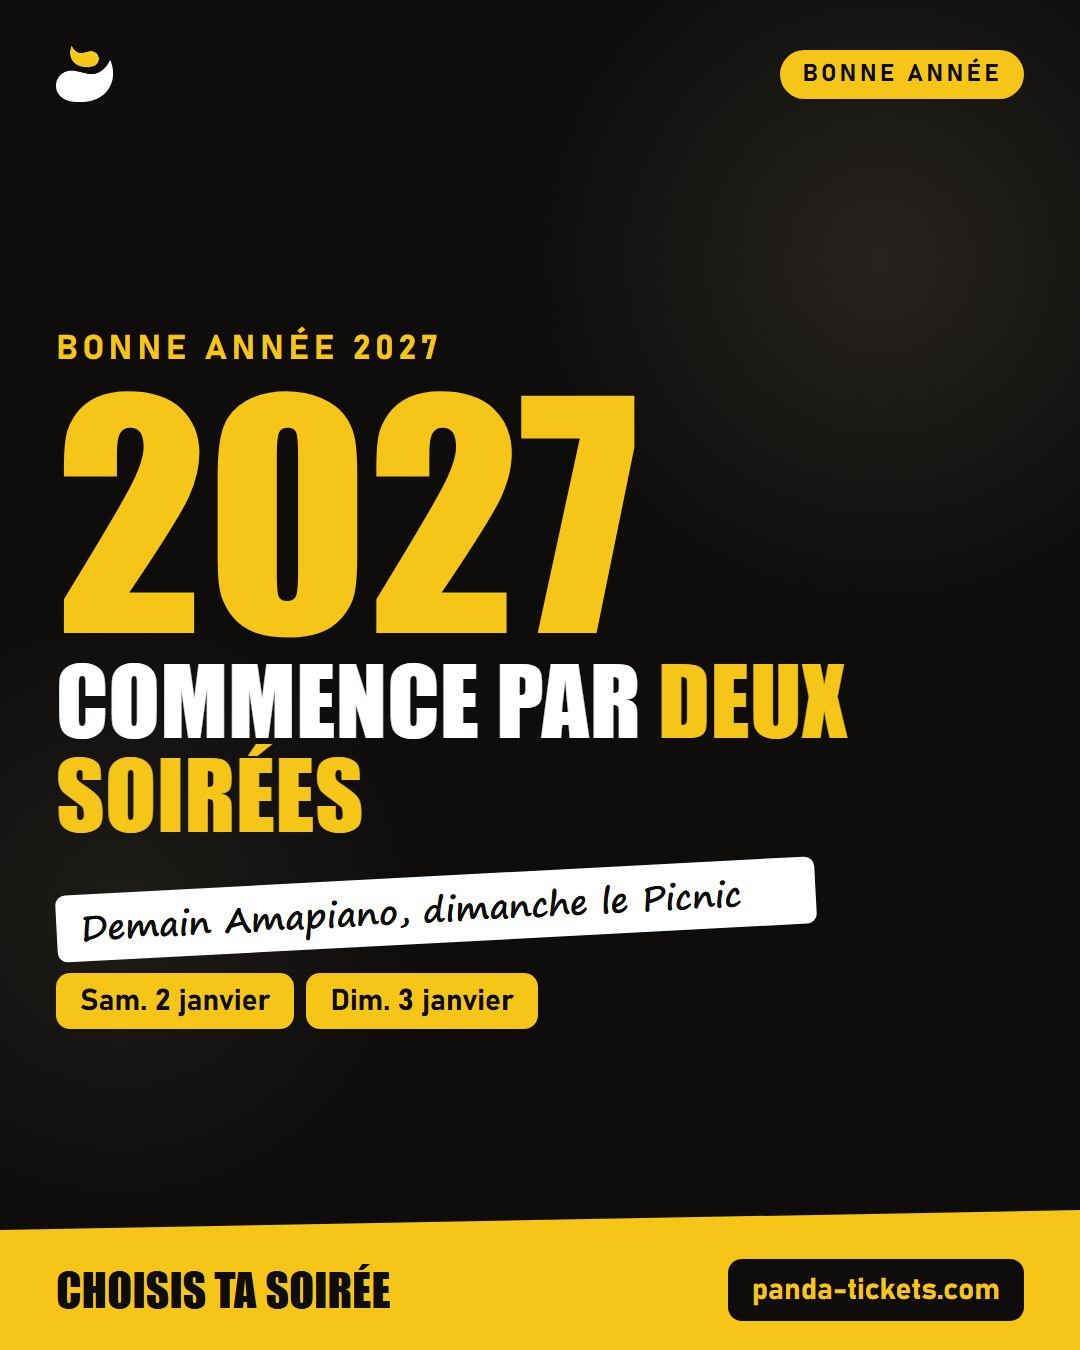 BONNE ANNÉE
BONNE ANNÉE 2027
2027
COMMENCE PAR DEUX
SOIRÉES
Demain Amapiano, dimanche le Picnic
Sam. 2 janvier
Dim. 3 janvier
CHOISIS TA SOIRÉE
panda-tickets.com